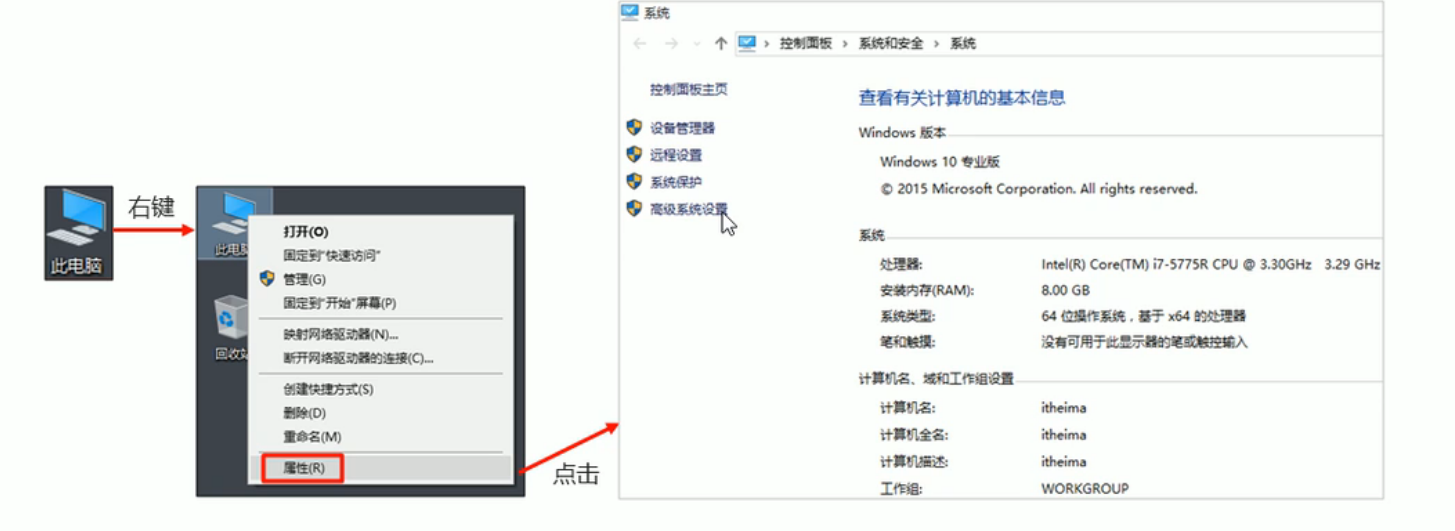 此电脑
右键
此电脑
回收站
打开(O)
固定到"快速访问"
管理(G)
固定到"开始"屏幕(P)
映射网络驱动器(N)...
断开网络驱动器的连接(C)...
创建快捷方式(S)
删除(D)
重命名(M)
属性(R)
点击
系统
控制面板 › 系统和安全 › 系统
控制面板主页
设备管理器
远程设置
系统保护
高级系统设置
查看有关计算机的基本信息
Windows 版本
Windows 10 专业版
© 2015 Microsoft Corporation. All rights reserved.
系统
处理器: Intel(R) Core(TM) i7-5775R CPU @ 3.30GHz 3.29 GHz
安装内存(RAM): 8.00 GB
系统类型: 64 位操作系统，基于 x64 的处理器
笔和触摸: 没有可用于此显示器的笔或触控输入
计算机名、域和工作组设置
计算机名: itheima
计算机全名: itheima
计算机描述: itheima
工作组: WORKGROUP